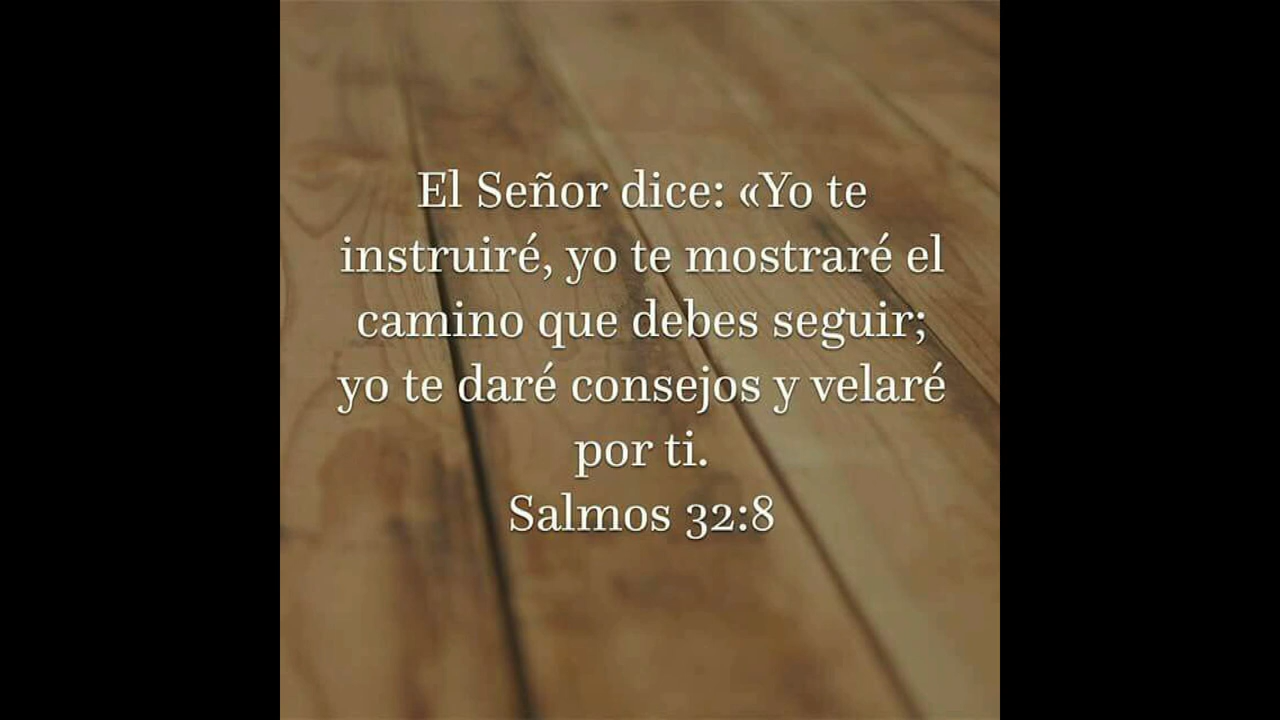 El Señor dice: «Yo te
instruiré, yo te mostraré el
camino que debes seguir;
yo te daré consejos y velaré
por ti.
Salmos 32:8